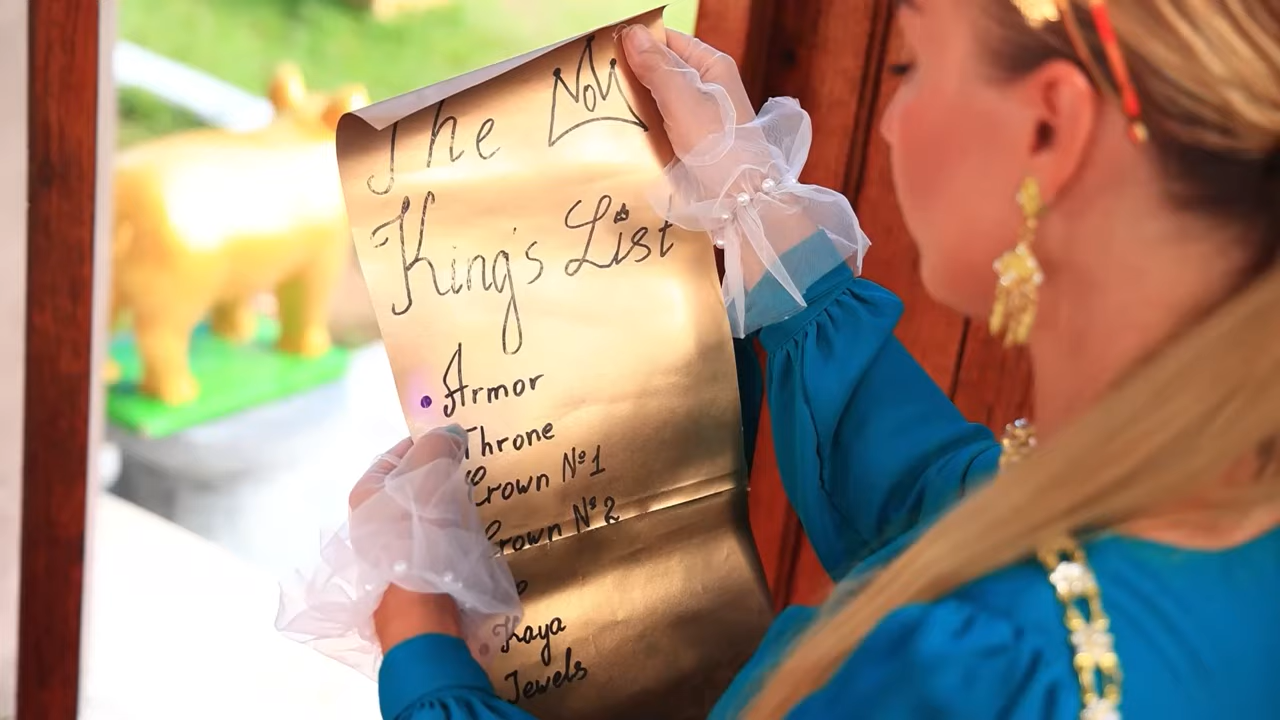 The
King's List
Armor
Throne
Crown №1
Crown №2
Kaya
Jewels